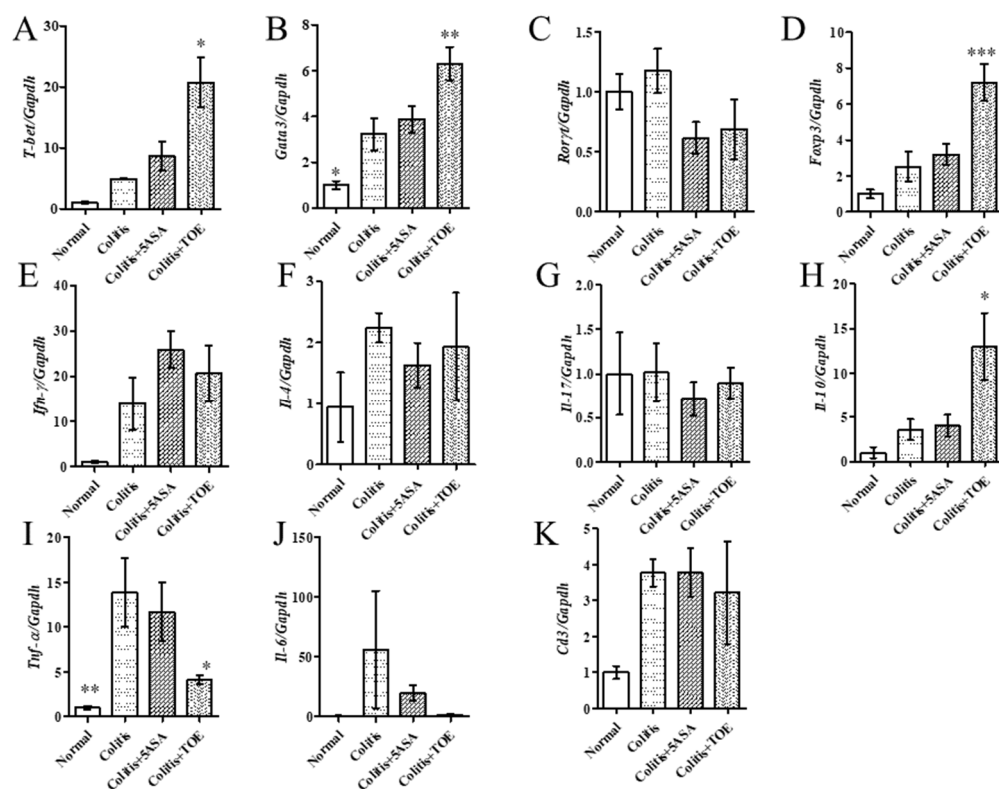 A
T-bet/Gapdh
30
20
10
0
*
Normal
Colitis
Colitis+5ASA
Colitis+TOE
B
Gata3/Gapdh
8
6
4
2
0
*
**
Normal
Colitis
Colitis+5ASA
Colitis+TOE
C
Rorγt/Gapdh
1.5
1.0
0.5
0.0
Normal
Colitis
Colitis+5ASA
Colitis+TOE
D
Foxp3/Gapdh
10
8
6
4
2
0
***
Normal
Colitis
Colitis+5ASA
Colitis+TOE
E
Ifn-γ/Gapdh
40
30
20
10
0
Normal
Colitis
Colitis+5ASA
Colitis+TOE
F
Il-4/Gapdh
3
2
1
0
Normal
Colitis
Colitis+5ASA
Colitis+TOE
G
Il-17/Gapdh
2.0
1.5
1.0
0.5
0.0
Normal
Colitis
Colitis+5ASA
Colitis+TOE
H
Il-10/Gapdh
20
15
10
5
0
*
Normal
Colitis
Colitis+5ASA
Colitis+TOE
I
Tnf-α/Gapdh
20
15
10
5
0
**
*
Normal
Colitis
Colitis+5ASA
Colitis+TOE
J
Il-6/Gapdh
150
100
50
0
Normal
Colitis
Colitis+5ASA
Colitis+TOE
K
Cd3/Gapdh
5
4
3
2
1
0
Normal
Colitis
Colitis+5ASA
Colitis+TOE